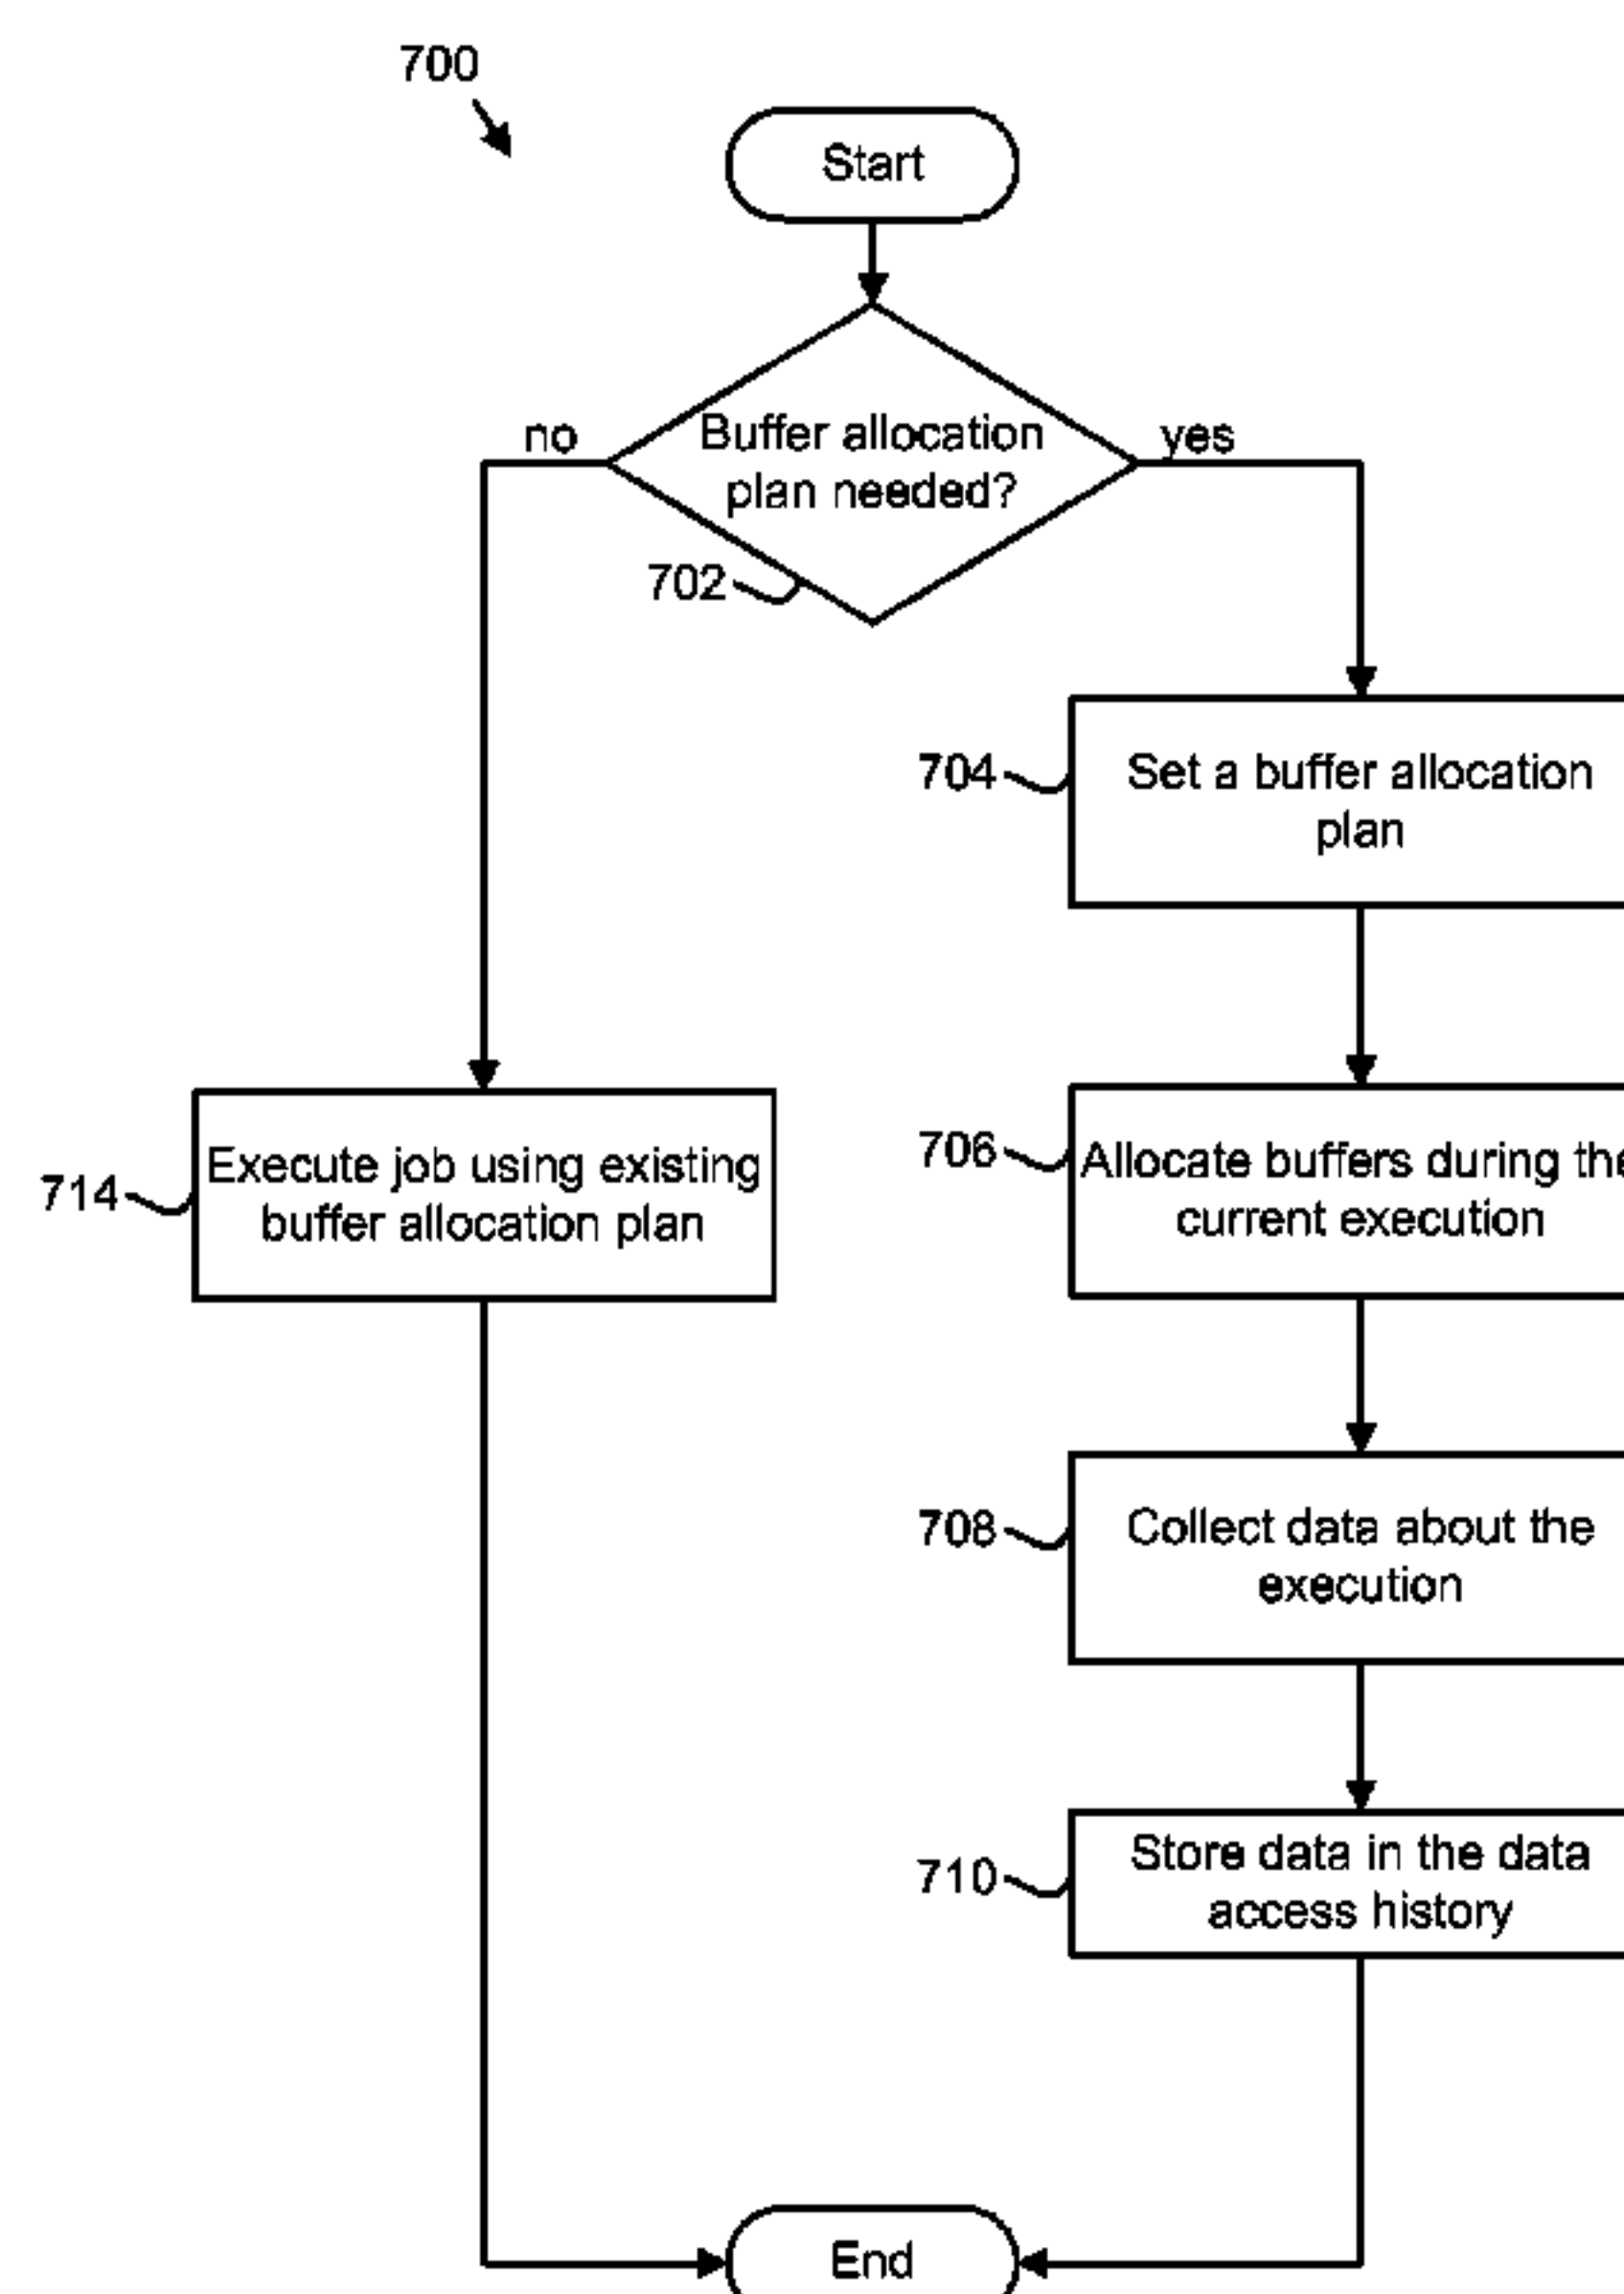 700
Start
no
Buffer allocation
plan needed?
yes
702
704
Set a buffer allocation
plan
706
Allocate buffers during the
current execution
714
Execute job using existing
buffer allocation plan
708
Collect data about the
execution
710
Store data in the data
access history
End